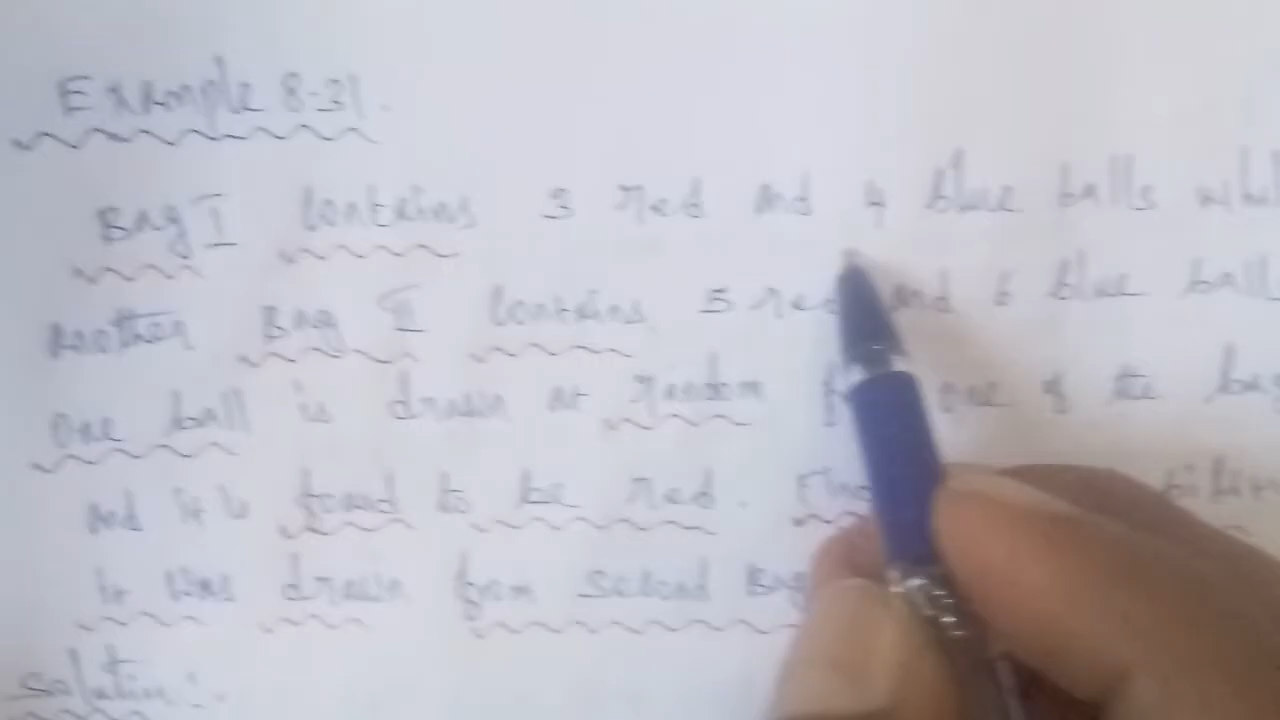 Example 8.31.
Bag I contains 3 red and 4 blue balls
Another Bag II contains 5 red and 6 blue ball
One ball is drawn at random one of the bag
and it is found to be red.
it was drawn from second Bag
Solution: